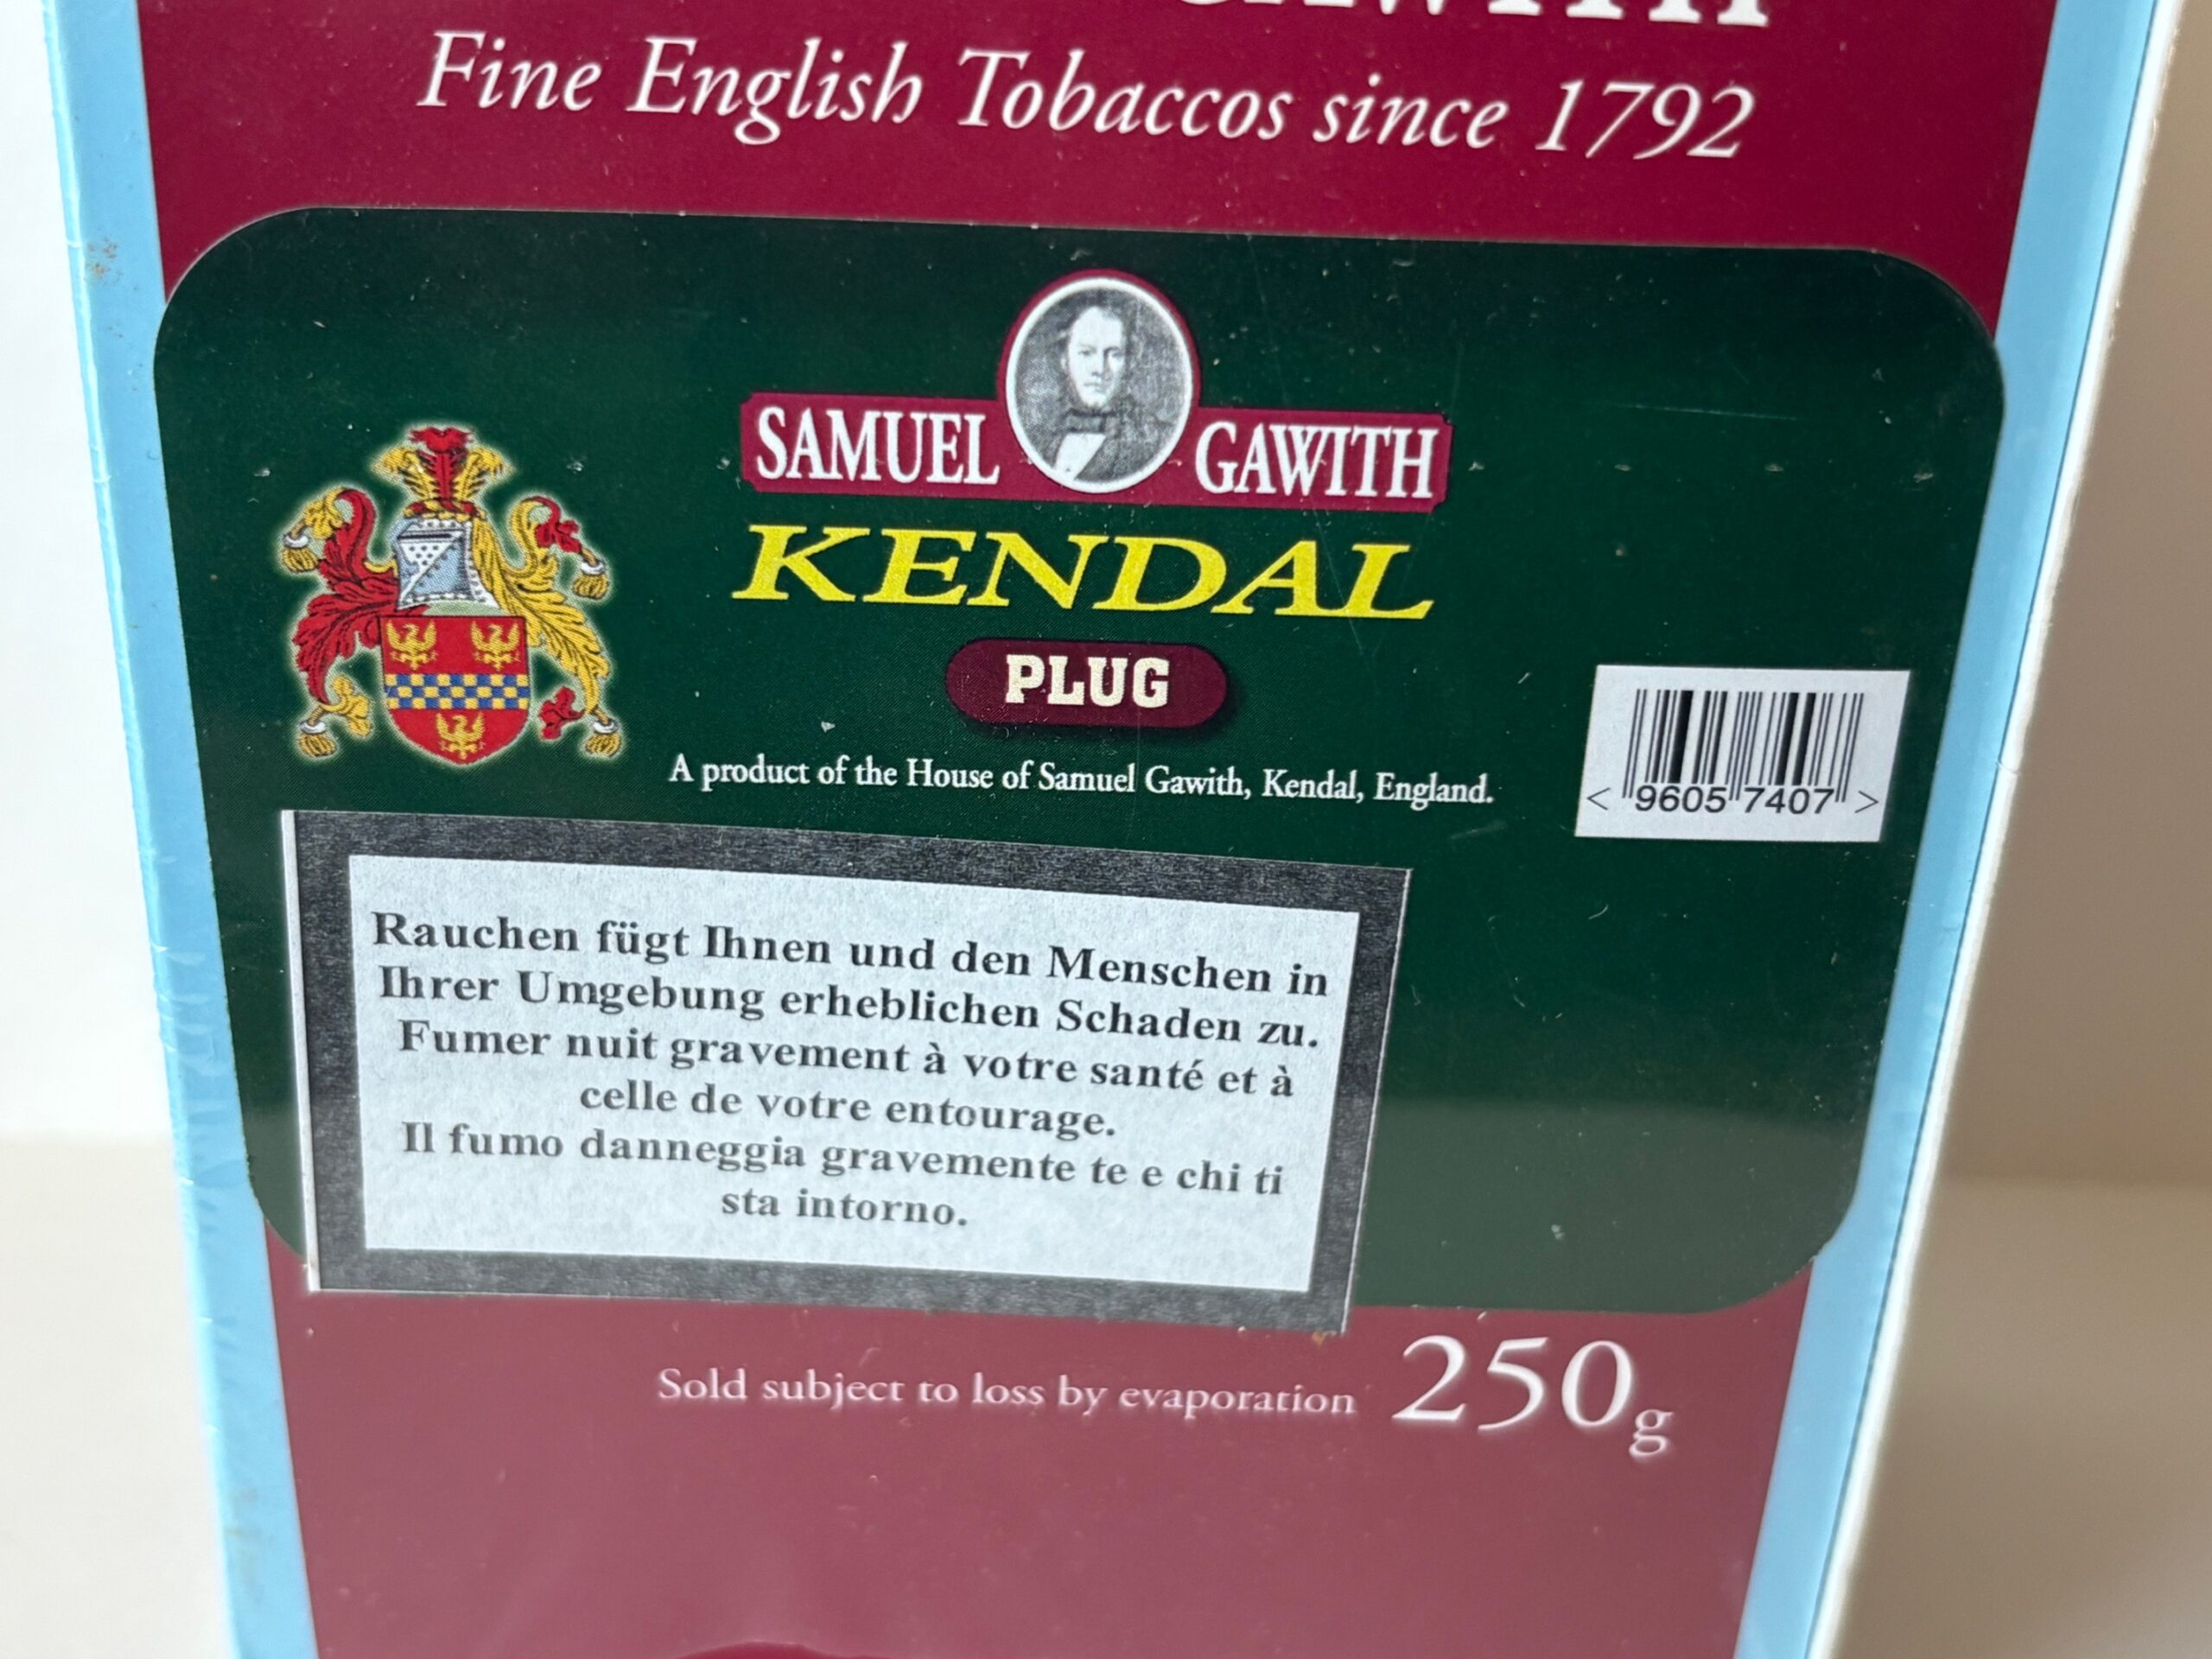 GAWITH
Fine English Tobaccos since 1792
SAMUEL GAWITH
KENDAL
PLUG
A product of the House of Samuel Gawith, Kendal, England.
< 9605 7407 >
Rauchen fügt Ihnen und den Menschen in
Ihrer Umgebung erheblichen Schaden zu.
Fumer nuit gravement à votre santé et à
celle de votre entourage.
Il fumo danneggia gravemente te e chi ti
sta intorno.
Sold subject to loss by evaporation 250g